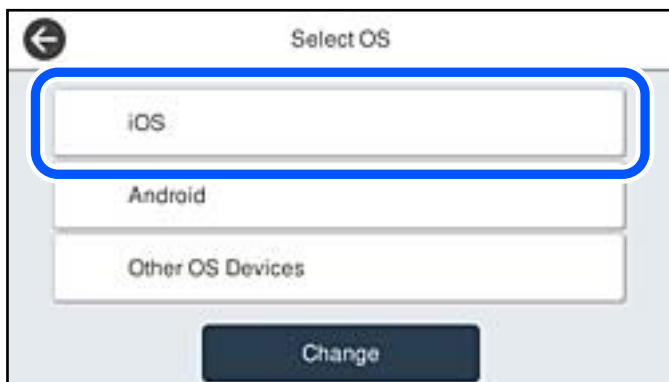 Select OS
iOS
Android
Other OS Devices
Change